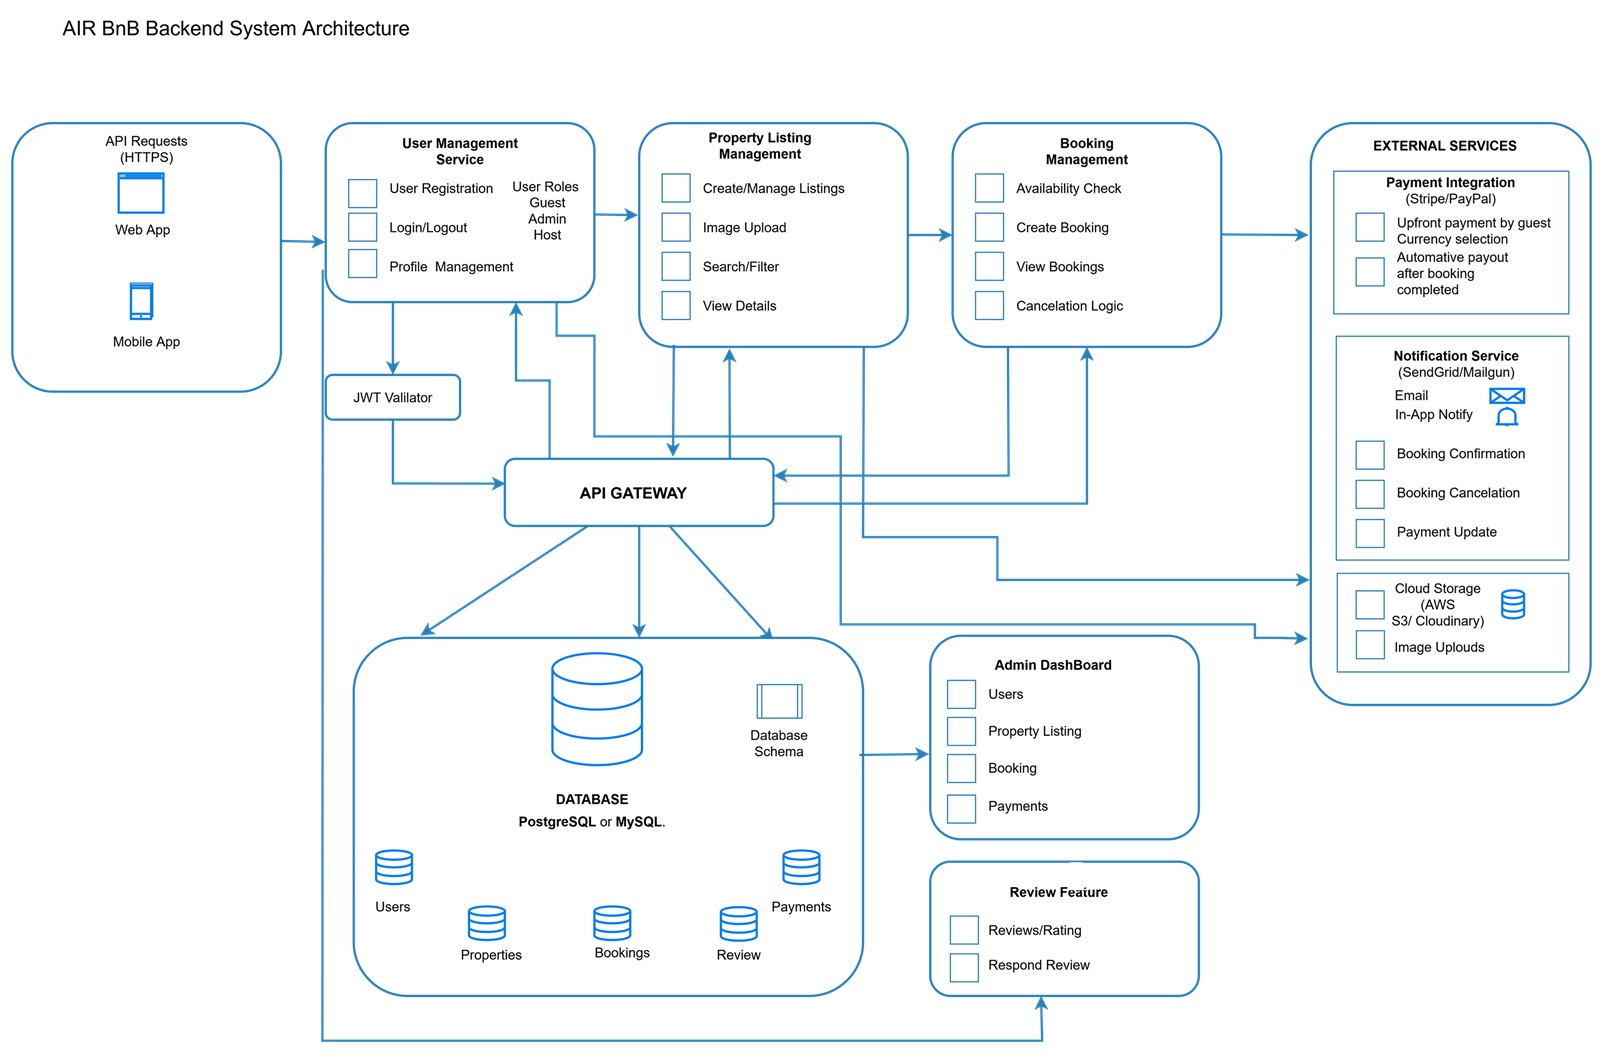 AIR BnB Backend System Architecture
API Requests
(HTTPS)
Web App
Mobile App
User Management
Service
User Registration
Login/Logout
Profile Management
User Roles
Guest
Admin
Host
Property Listing
Management
Create/Manage Listings
Image Upload
Search/Filter
View Details
Booking
Management
Availability Check
Create Booking
View Bookings
Cancelation Logic
EXTERNAL SERVICES
Payment Integration
(Stripe/PayPal)
Upfront payment by guest
Currency selection
Automative payout
after booking
completed
Notification Service
(SendGrid/Mailgun)
Email
In-App Notify
Booking Confirmation
Booking Cancelation
Payment Update
Cloud Storage
(AWS
S3/ Cloudinary)
Image Uplouds
JWT Valilator
API GATEWAY
Database
Schema
DATABASE
PostgreSQL or MySQL.
Users
Properties
Bookings
Review
Payments
Admin DashBoard
Users
Property Listing
Booking
Payments
Review Feature
Reviews/Rating
Respond Review